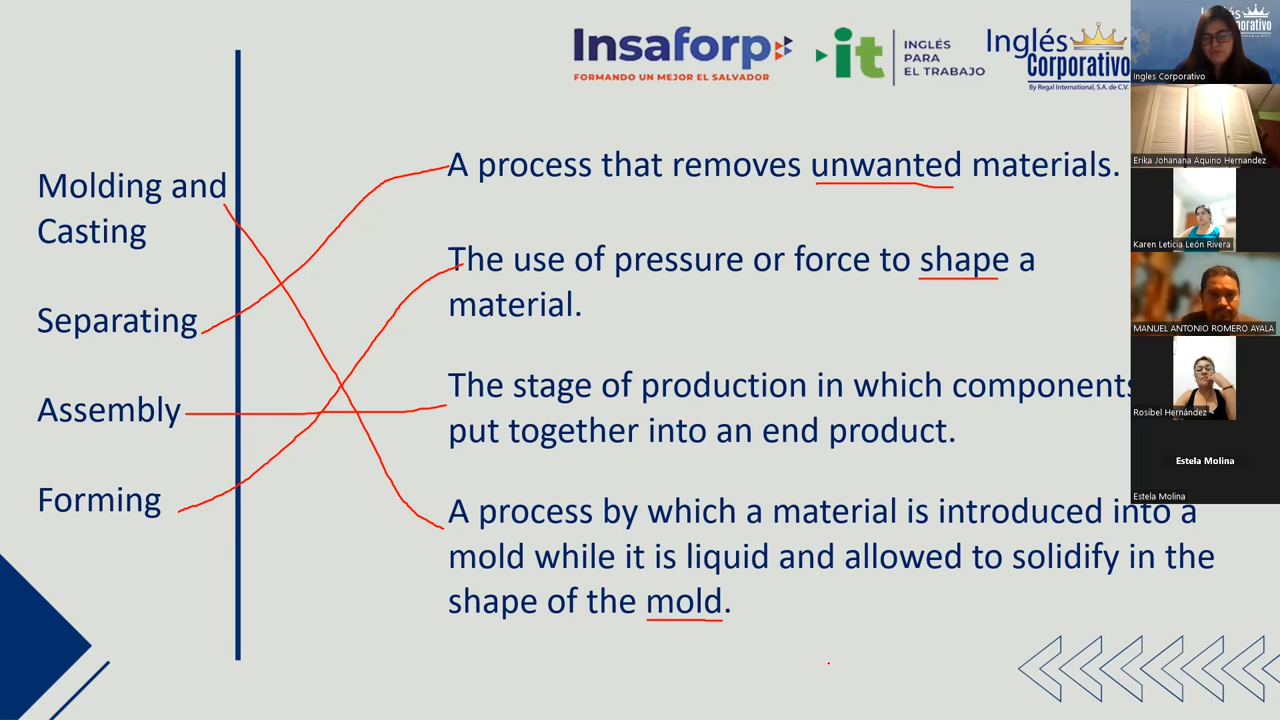 Insaforp
FORMANDO UN MEJOR EL SALVADOR
it
INGLÉS
PARA
EL TRABAJO
Inglés
Corporativo
By Regal International, S.A. de C.V.
Molding and
Casting
Separating
Assembly
Forming
A process that removes unwanted materials.
The use of pressure or force to shape a
material.
The stage of production in which components
put together into an end product.
A process by which a material is introduced into a
mold while it is liquid and allowed to solidify in the
shape of the mold.
Ingles Corporativo
Erika Johanana Aquino Hernandez
Karen Leticia León Rivera
MANUEL ANTONIO ROMERO AYALA
Rosibel Hernández
Estela Molina
Estela Molina